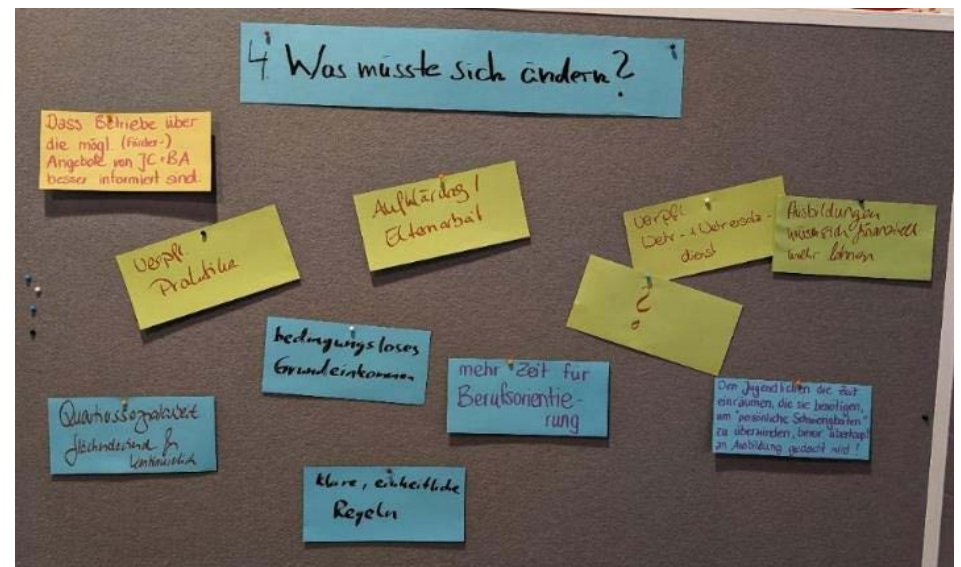 4. Was müsste sich ändern?
Dass Betriebe über
die mögl. (Förder-)
Angebote von JC+BA
besser informiert sind.
Verpfl.
Praktika
Aufklärung /
Elternarbeit
verpfl.
Wehr- + Wehrersatz-
dienst
Ausbildungen
müssen sich finanziell
mehr lohnen
?
bedingungsloses
Grundeinkommen
mehr Zeit für
Berufsorientie-
rung
Quartierssozialarbeit
flächendeckend &
kontinuierlich
Den Jugendlichen die Zeit
einräumen, die sie benötigen,
um "persönliche Schwierigkeiten"
zu überwinden, bevor überhaupt
an Ausbildung gedacht wird!
klare, einheitliche
Regeln